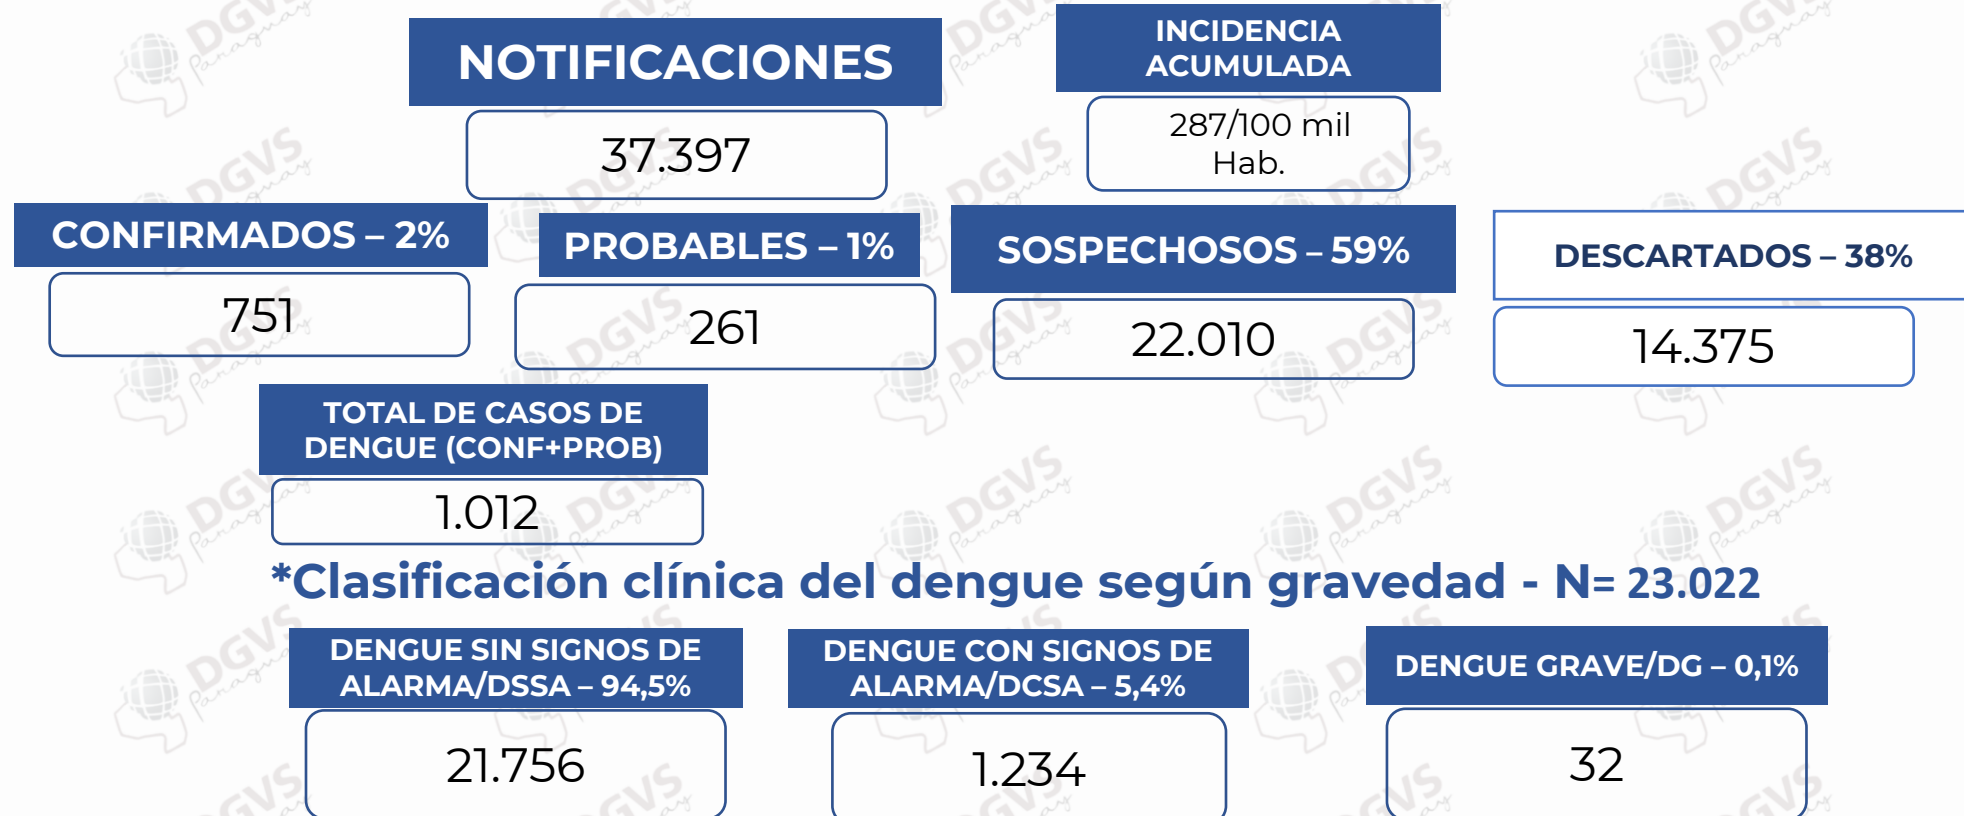 NOTIFICACIONES
37.397
INCIDENCIA
ACUMULADA
287/100 mil
Hab.
CONFIRMADOS – 2%
751
PROBABLES – 1%
261
SOSPECHOSOS – 59%
22.010
DESCARTADOS – 38%
14.375
TOTAL DE CASOS DE
DENGUE (CONF+PROB)
1.012
*Clasificación clínica del dengue según gravedad - N= 23.022
DENGUE SIN SIGNOS DE
ALARMA/DSSA – 94,5%
21.756
DENGUE CON SIGNOS DE
ALARMA/DCSA – 5,4%
1.234
DENGUE GRAVE/DG – 0,1%
32
DGVS
Paraguay